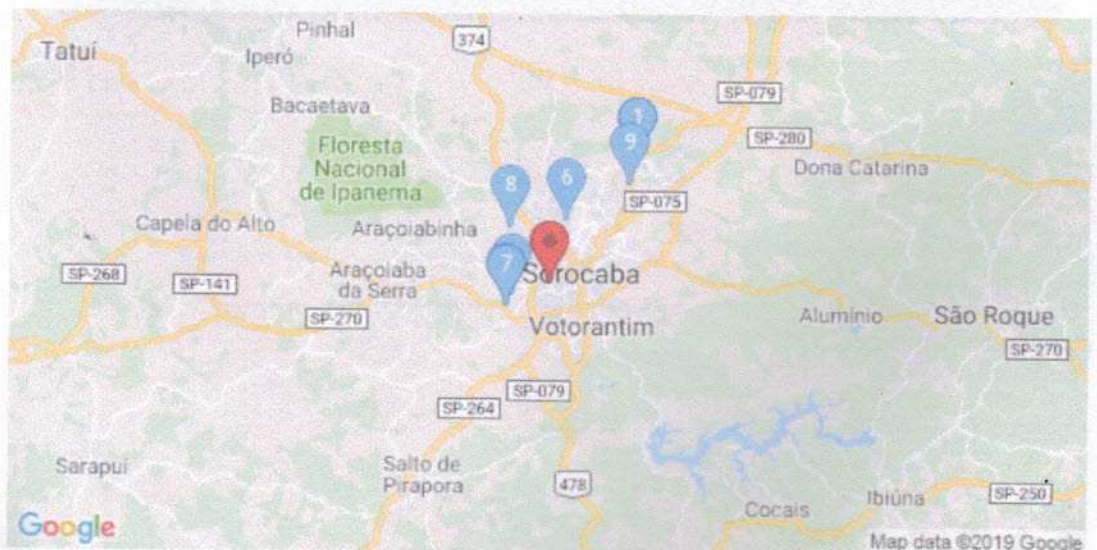 Pinhal
374
Tatuí
Iperó
SP-079
Bacaetava
1
Floresta
Nacional
de Ipanema
9
SP-280
Dona Catarina
8
6
SP-075
Capela do Alto
Araçoiabinha
SP-268
SP-141
Araçoiaba
da Serra
7
Sorocaba
SP-270
Votorantim
Alumínio
São Roque
SP-270
SP-079
SP-264
Sarapuí
Salto de
Pirapora
478
Cocais
Ibiúna
SP-250
Google
Map data ©2019 Google